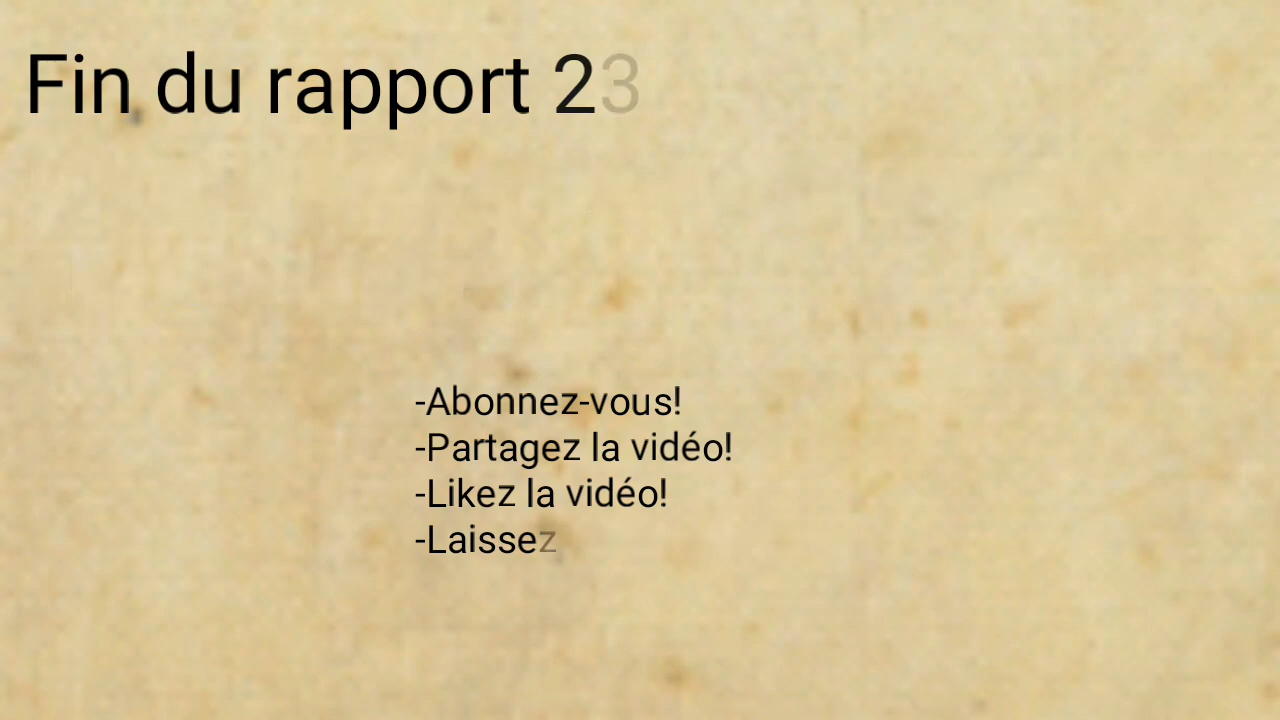 Fin du rapport 23
-Abonnez-vous!
-Partagez la vidéo!
-Likez la vidéo!
-Laissez